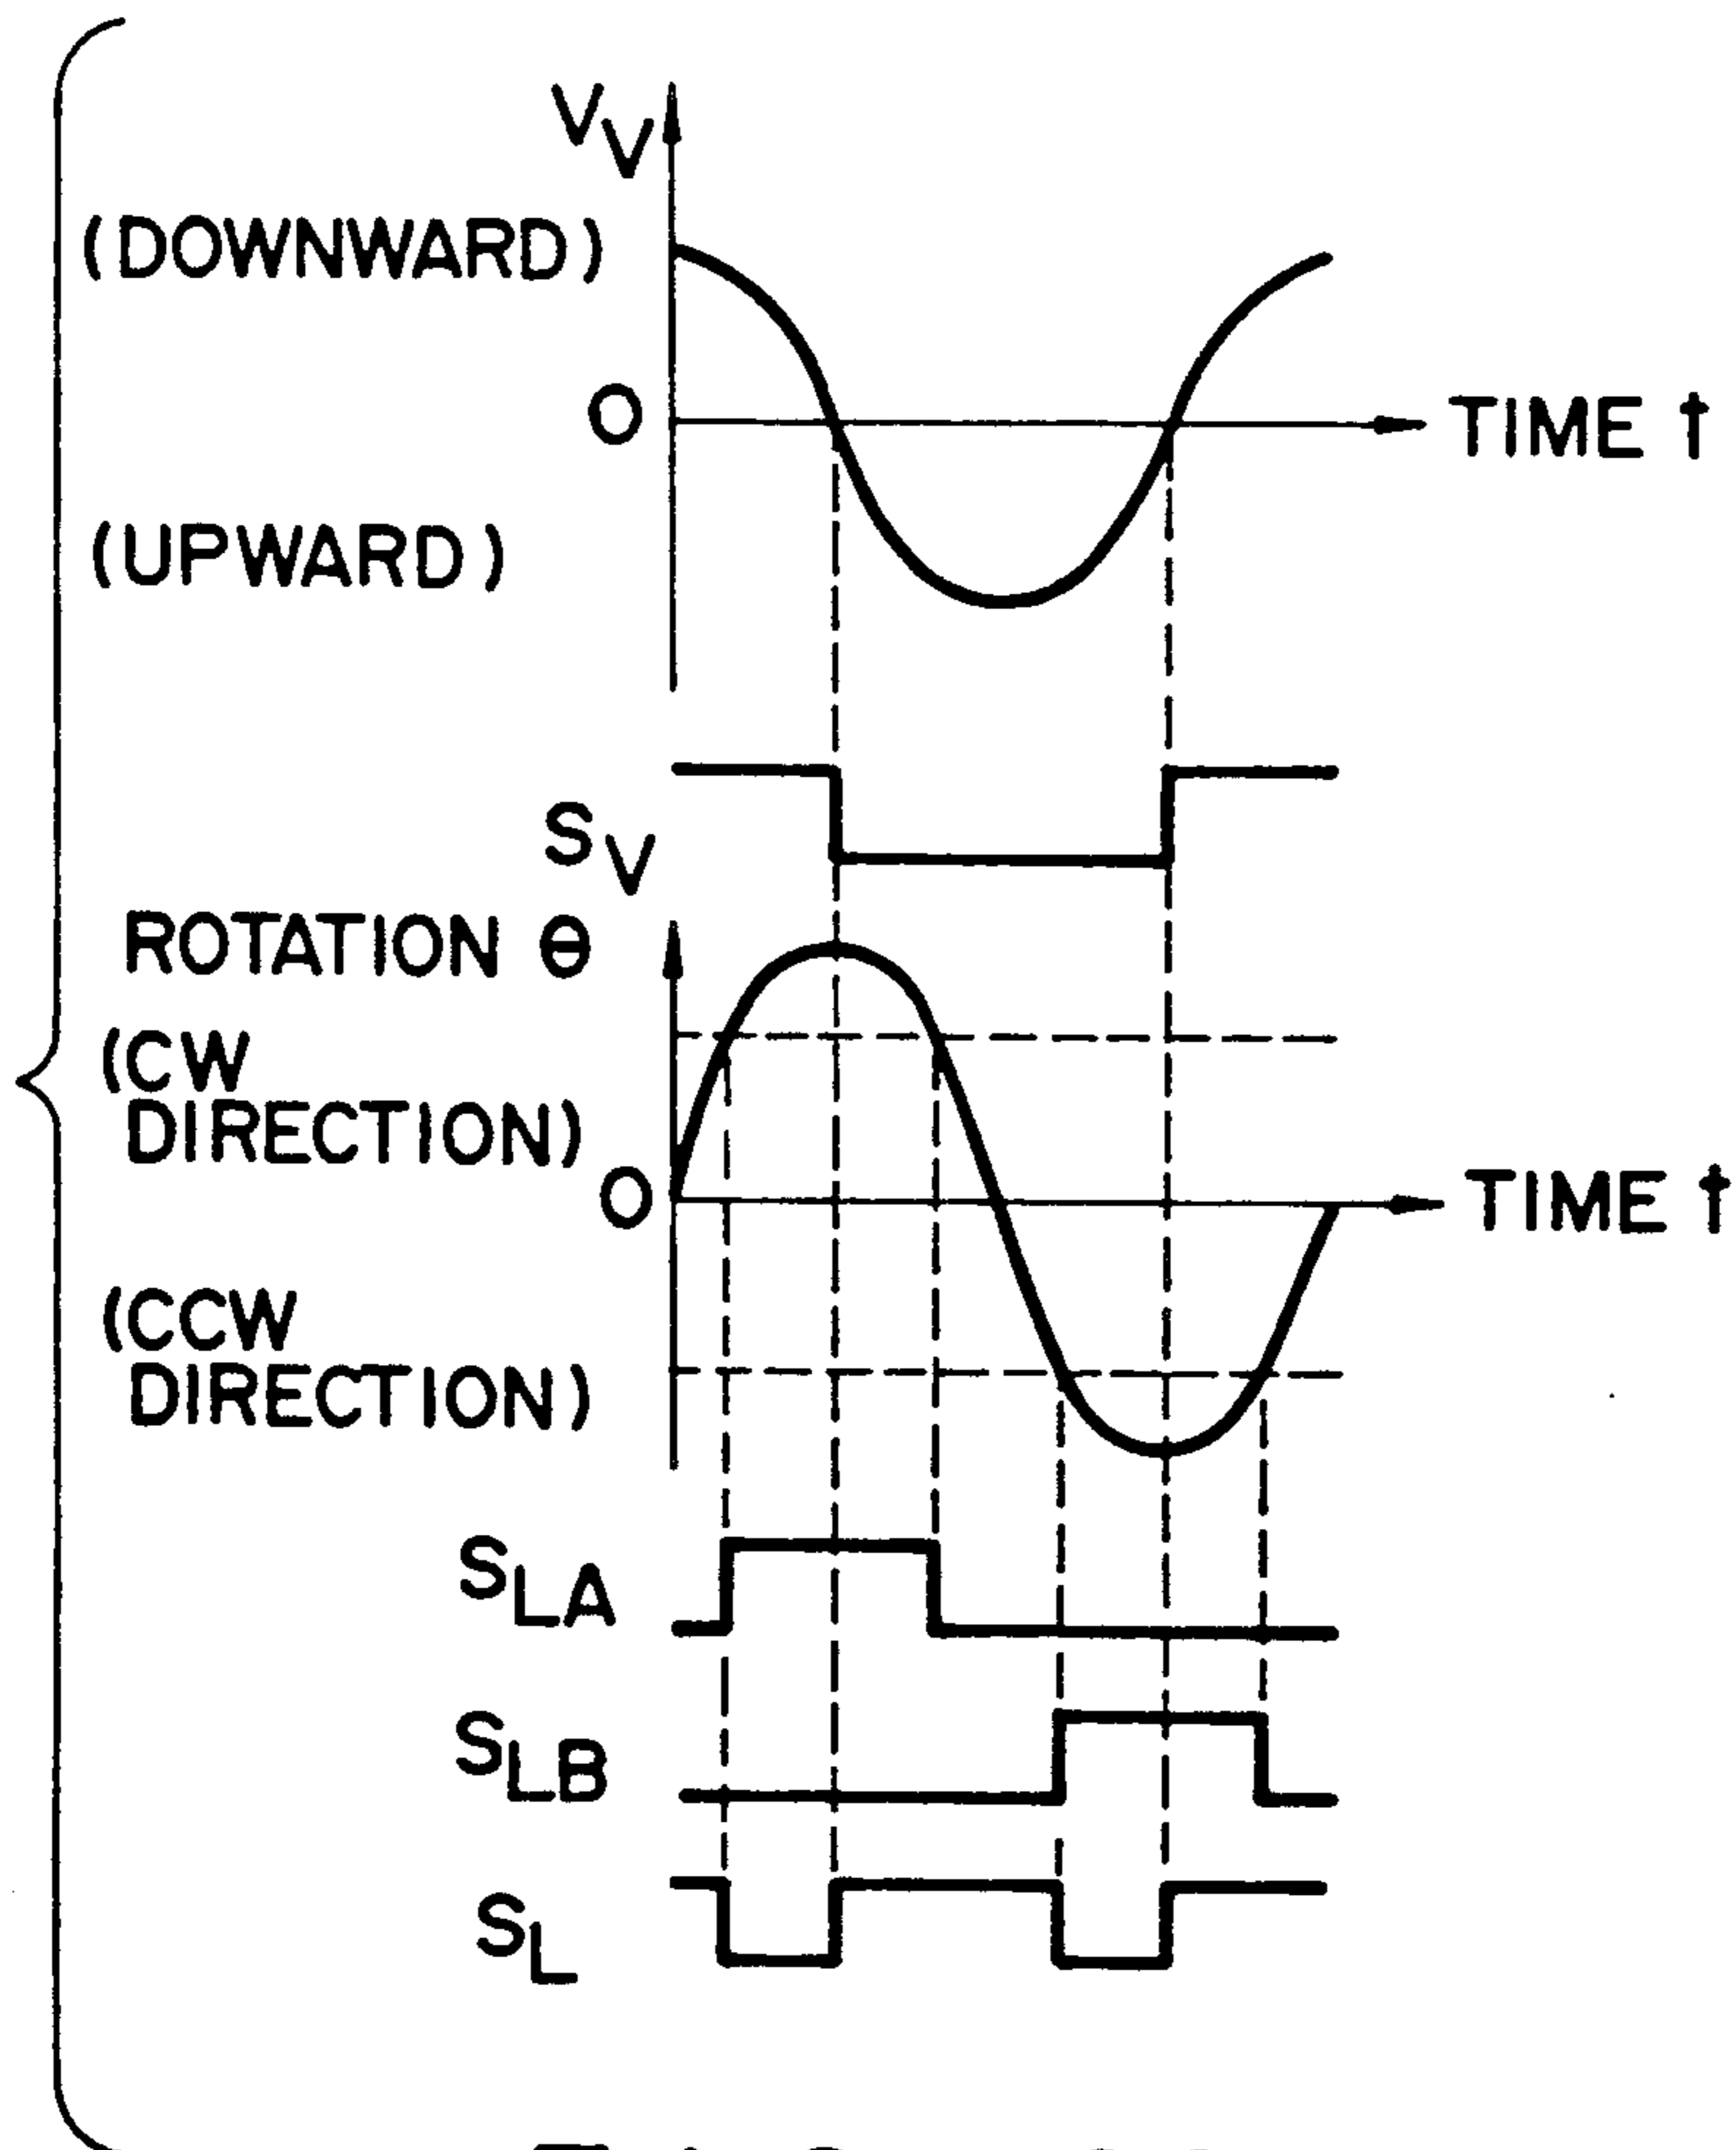 VV
(DOWNWARD)
O
TIME t
(UPWARD)
SV
ROTATION θ
(CW
DIRECTION)
O
TIME t
(CCW
DIRECTION)
SLA
SLB
SL